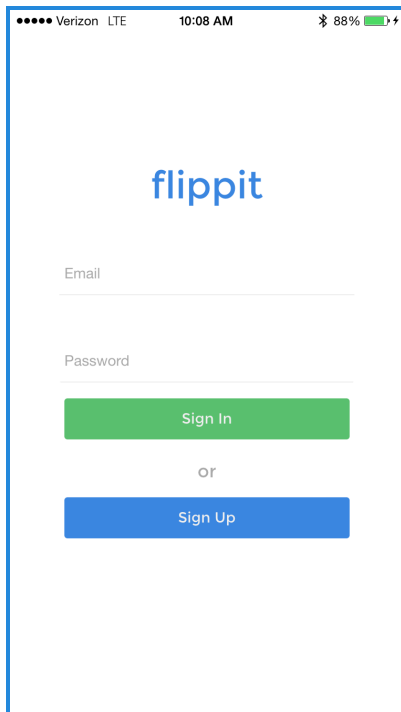 Verizon LTE 10:08 AM 88%
flippit
Email
Password
Sign In
or
Sign Up